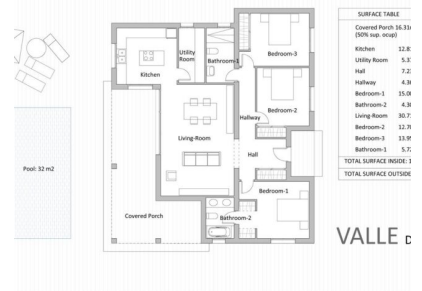 SURFACE TABLE
Covered Porch 16.31
(50% sup. ocup)
Kitchen 12.8
Utility Room 5.3
Hall 7.2
Hallway 4.3
Bedroom-1 15.0
Bathroom-2 4.3
Living-Room 30.7
Bedroom-2 12.7
Bedroom-3 13.9
Bathroom-1 5.7
TOTAL SURFACE INSIDE: 1
TOTAL SURFACE OUTSIDE
Kitchen
Utility
Room
Bathroom-1
Bedroom-3
Bedroom-2
Hallway
Living-Room
Hall
Bedroom-1
Bathroom-2
Covered Porch
Pool: 32 m2
VALLE D